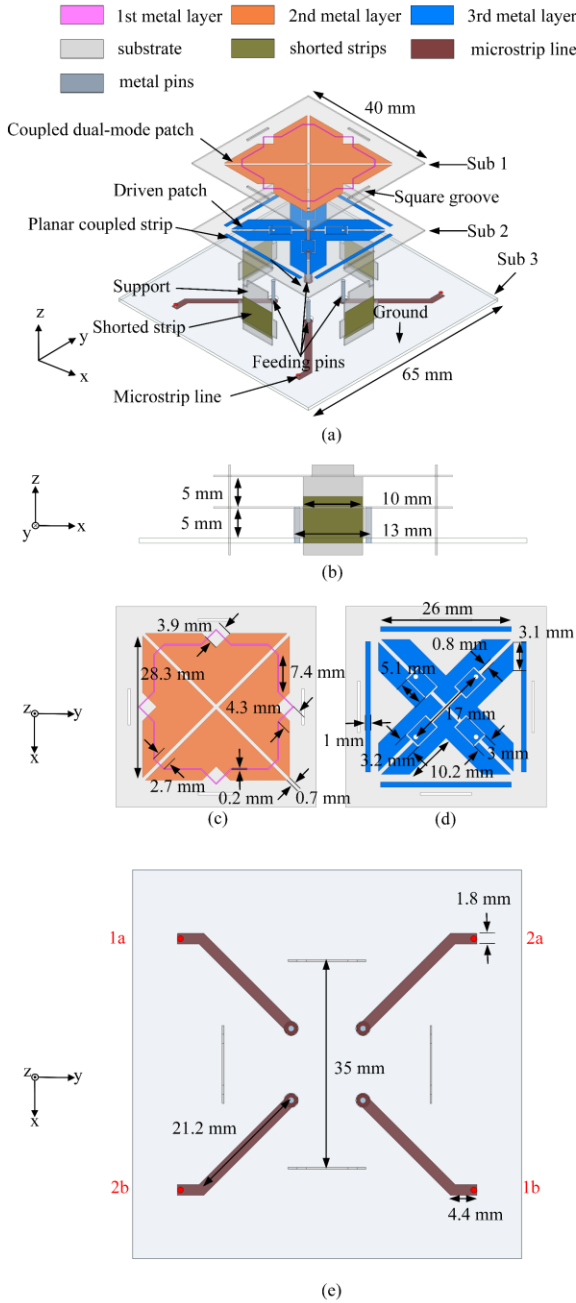 1st metal layer
2nd metal layer
3rd metal layer
substrate
shorted strips
microstrip line
metal pins
40 mm
Coupled dual-mode patch
Sub 1
Driven patch
Square groove
Planar coupled strip
Sub 2
Sub 3
Support
Ground
Shorted strip
Feeding pins
65 mm
Microstrip line
z
y
x
(a)
z
y
x
5 mm
10 mm
5 mm
13 mm
(b)
3.9 mm
28.3 mm
7.4 mm
4.3 mm
2.7 mm
0.2 mm
0.7 mm
z
y
x
(c)
26 mm
3.1 mm
0.8 mm
5.1 mm
17 mm
1 mm
3.2 mm
3 mm
10.2 mm
(d)
1.8 mm
1a
2a
35 mm
z
y
x
21.2 mm
2b
1b
4.4 mm
(e)